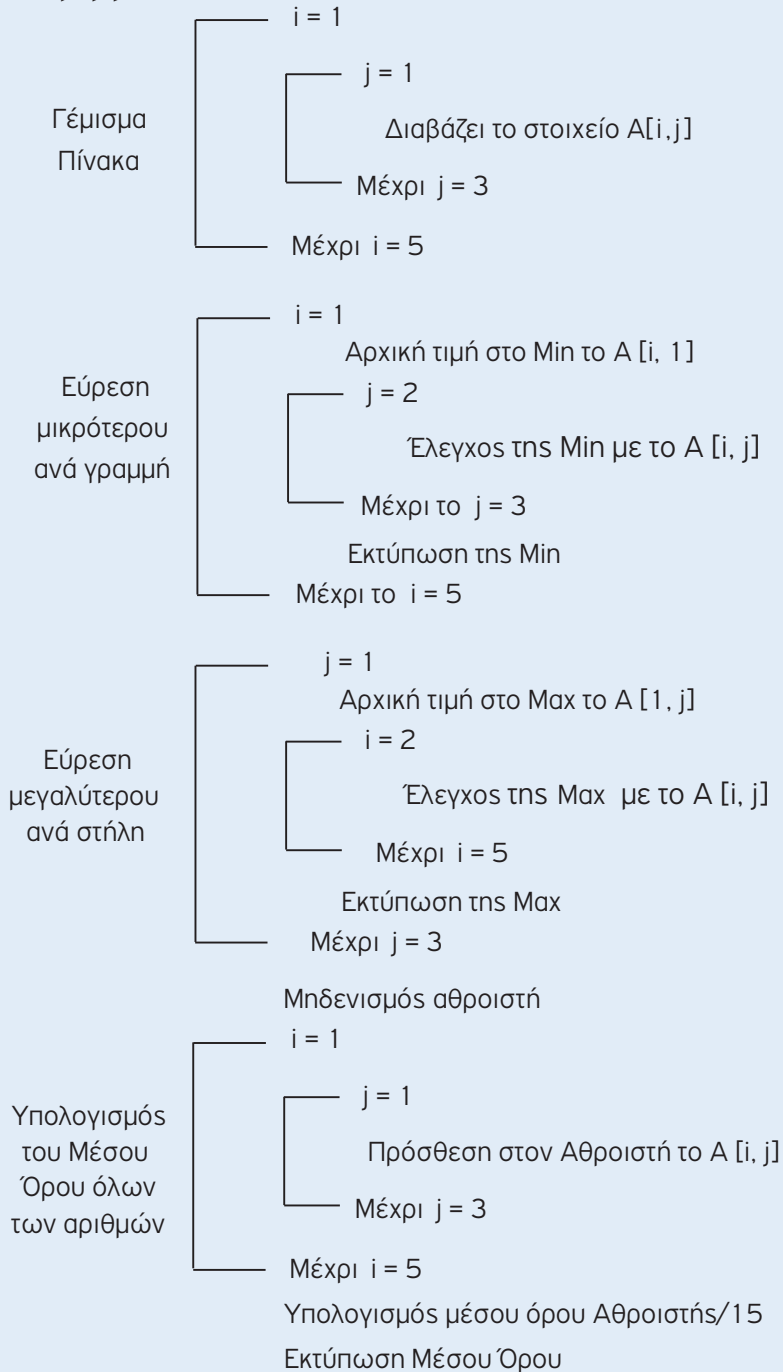 i = 1
j = 1
Γέμισμα
Πίνακα
Διαβάζει το στοιχείο Α[i,j]
Μέχρι j = 3
Μέχρι i = 5
i = 1
Αρχική τιμή στο Min το Α [i, 1]
Εύρεση
μικρότερου
ανά γραμμή
j = 2
Έλεγχος της Min με το Α [i, j]
Μέχρι το j = 3
Εκτύπωση της Min
Μέχρι το i = 5
j = 1
Αρχική τιμή στο Max το Α [1, j]
Εύρεση
μεγαλύτερου
ανά στήλη
i = 2
Έλεγχος της Max με το Α [i, j]
Μέχρι i = 5
Εκτύπωση της Max
Μέχρι j = 3
Μηδενισμός αθροιστή
i = 1
Υπολογισμός
του Μέσου
Όρου όλων
των αριθμών
j = 1
Πρόσθεση στον Αθροιστή το Α [i, j]
Μέχρι j = 3
Μέχρι i = 5
Υπολογισμός μέσου όρου Αθροιστής/15
Εκτύπωση Μέσου Όρου